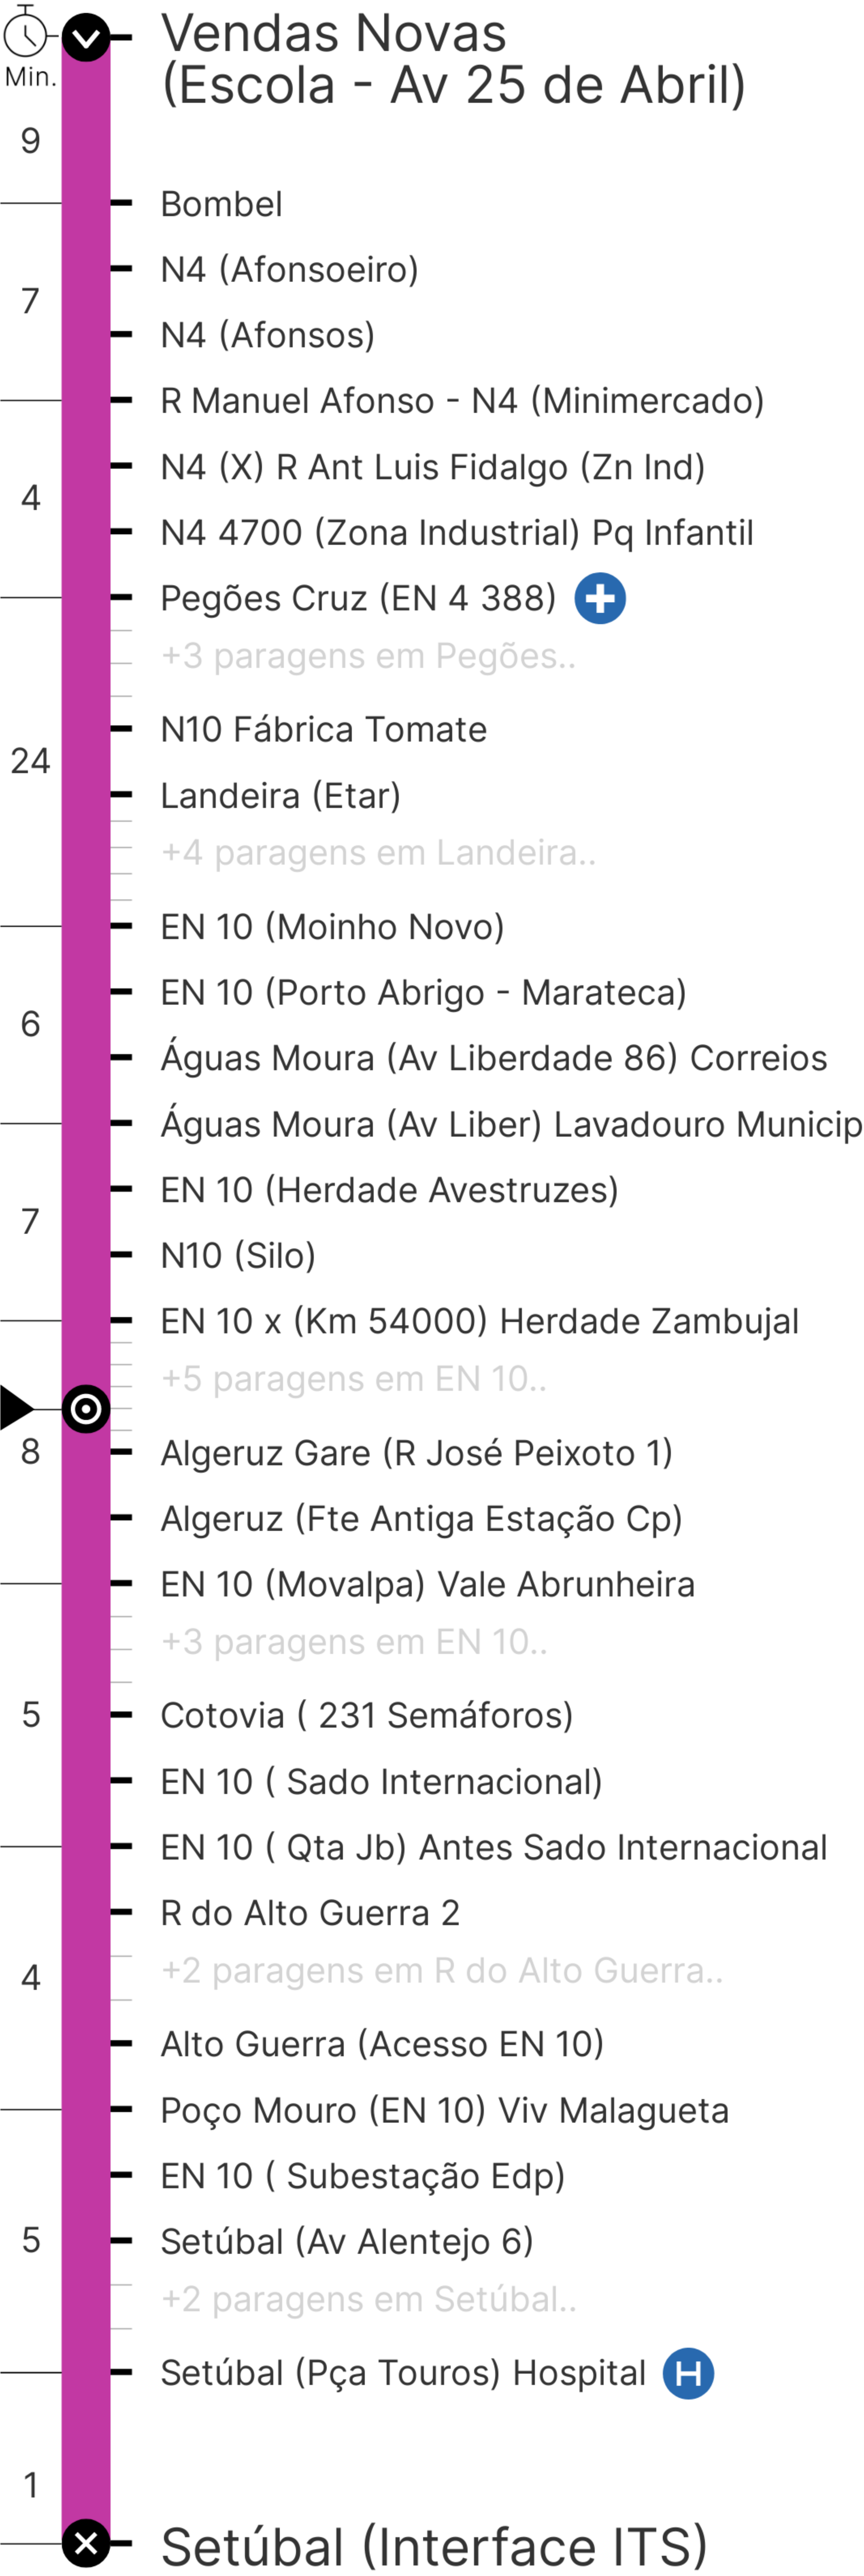 Vendas Novas
(Escola - Av 25 de Abril)
Min.
9
Bombel
N4 (Afonsoeiro)
7
N4 (Afonsos)
R Manuel Afonso - N4 (Minimercado)
N4 (X) R Ant Luis Fidalgo (Zn Ind)
4
N4 4700 (Zona Industrial) Pq Infantil
Pegões Cruz (EN 4 388)
+3 paragens em Pegões..
N10 Fábrica Tomate
24
Landeira (Etar)
+4 paragens em Landeira..
EN 10 (Moinho Novo)
EN 10 (Porto Abrigo - Marateca)
6
Águas Moura (Av Liberdade 86) Correios
Águas Moura (Av Liber) Lavadouro Municip
EN 10 (Herdade Avestruzes)
7
N10 (Silo)
EN 10 x (Km 54000) Herdade Zambujal
+5 paragens em EN 10..
8
Algeruz Gare (R José Peixoto 1)
Algeruz (Fte Antiga Estação Cp)
EN 10 (Movalpa) Vale Abrunheira
+3 paragens em EN 10..
5
Cotovia ( 231 Semáforos)
EN 10 ( Sado Internacional)
EN 10 ( Qta Jb) Antes Sado Internacional
R do Alto Guerra 2
+2 paragens em R do Alto Guerra..
4
Alto Guerra (Acesso EN 10)
Poço Mouro (EN 10) Viv Malagueta
EN 10 ( Subestação Edp)
5
Setúbal (Av Alentejo 6)
+2 paragens em Setúbal..
Setúbal (Pça Touros) Hospital H
1
Setúbal (Interface ITS)